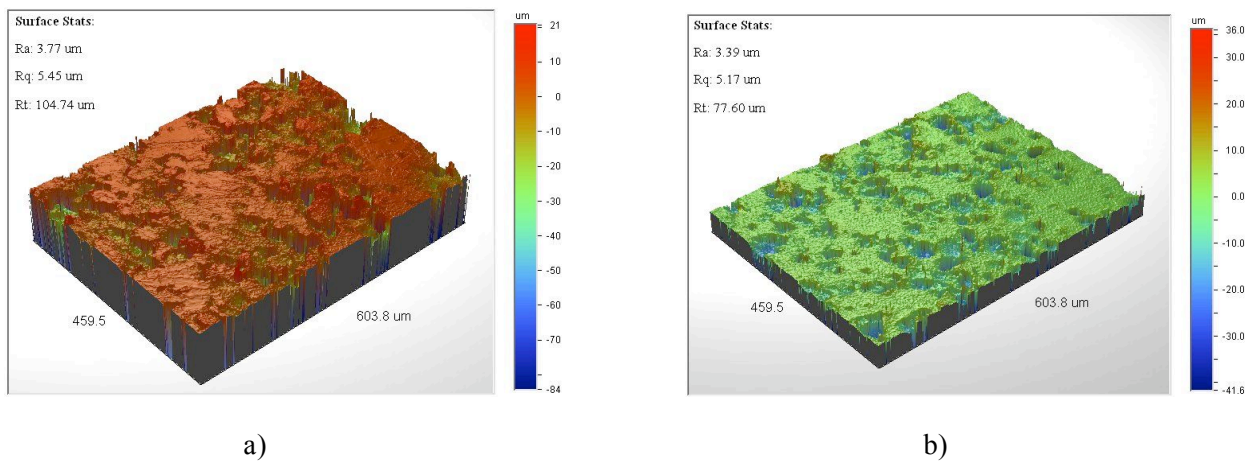 Surface Stats:
Ra: 3.77 um
Rq: 5.45 um
Rt: 104.74 um
459.5
603.8 um
um
21
10
0
-10
-20
-30
-40
-50
-60
-70
-84
a)
Surface Stats:
Ra: 3.39 um
Rq: 5.17 um
Rt: 77.60 um
459.5
603.8 um
um
36.0
30.0
20.0
10.0
0.0
-10.0
-20.0
-30.0
-41.6
b)